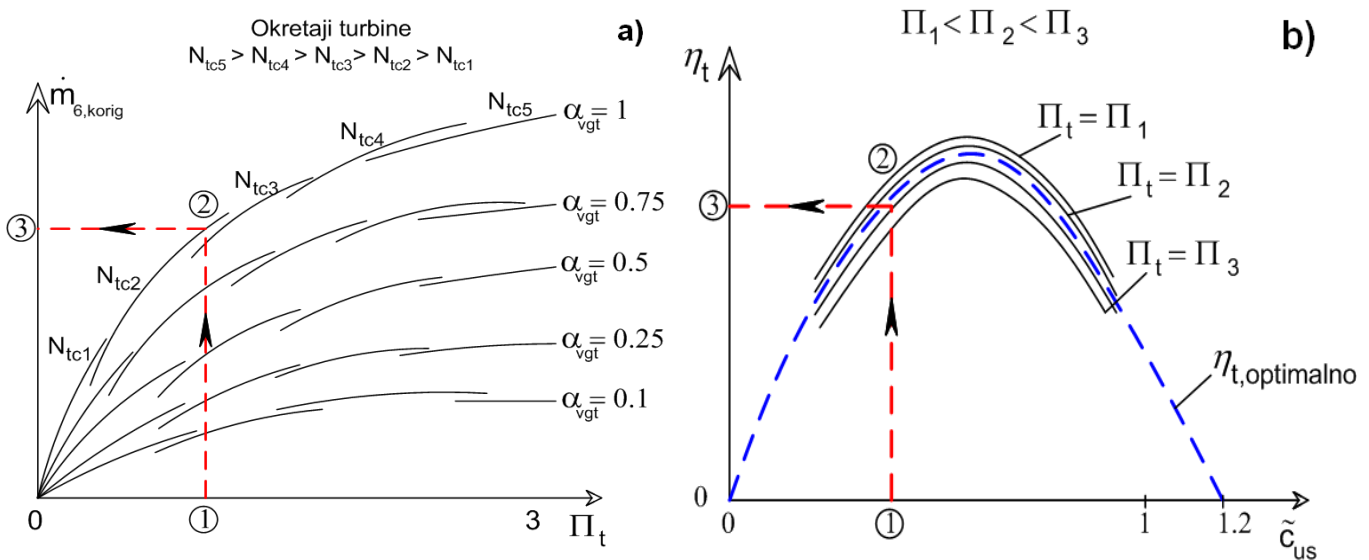 Okretaji turbine
N_tc5 > N_tc4 > N_tc3 > N_tc2 > N_tc1
a)
ṁ_6,korig
N_tc5
α_vgt = 1
N_tc4
N_tc3
②
α_vgt = 0.75
③
N_tc2
α_vgt = 0.5
N_tc1
α_vgt = 0.25
α_vgt = 0.1
0
①
3
Π_t
Π_1 < Π_2 < Π_3
b)
η_t
Π_t = Π_1
②
Π_t = Π_2
③
Π_t = Π_3
η_t,optimalno
0
0
①
1
1.2
c̃_us